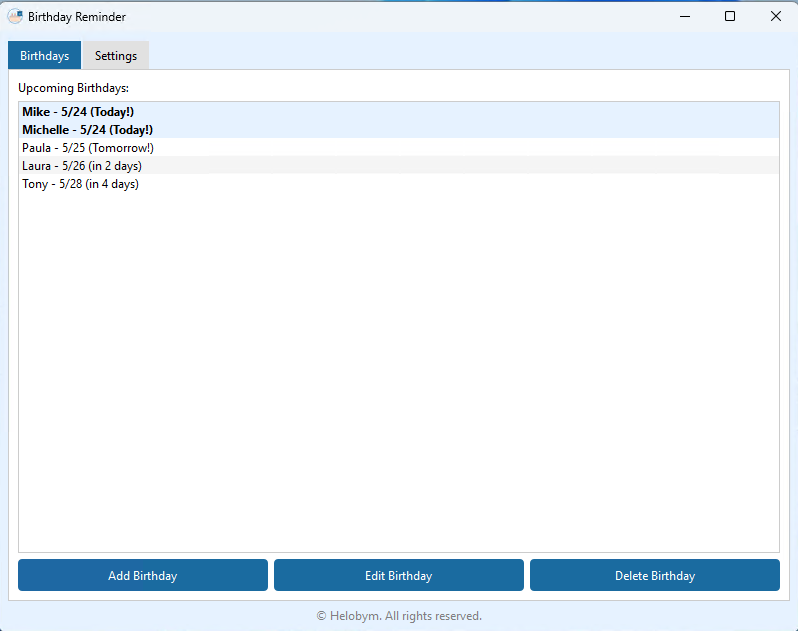 Birthday Reminder
Birthdays Settings
Upcoming Birthdays:
Mike - 5/24 (Today!)
Michelle - 5/24 (Today!)
Paula - 5/25 (Tomorrow!)
Laura - 5/26 (in 2 days)
Tony - 5/28 (in 4 days)
Add Birthday Edit Birthday Delete Birthday
© Helobym. All rights reserved.